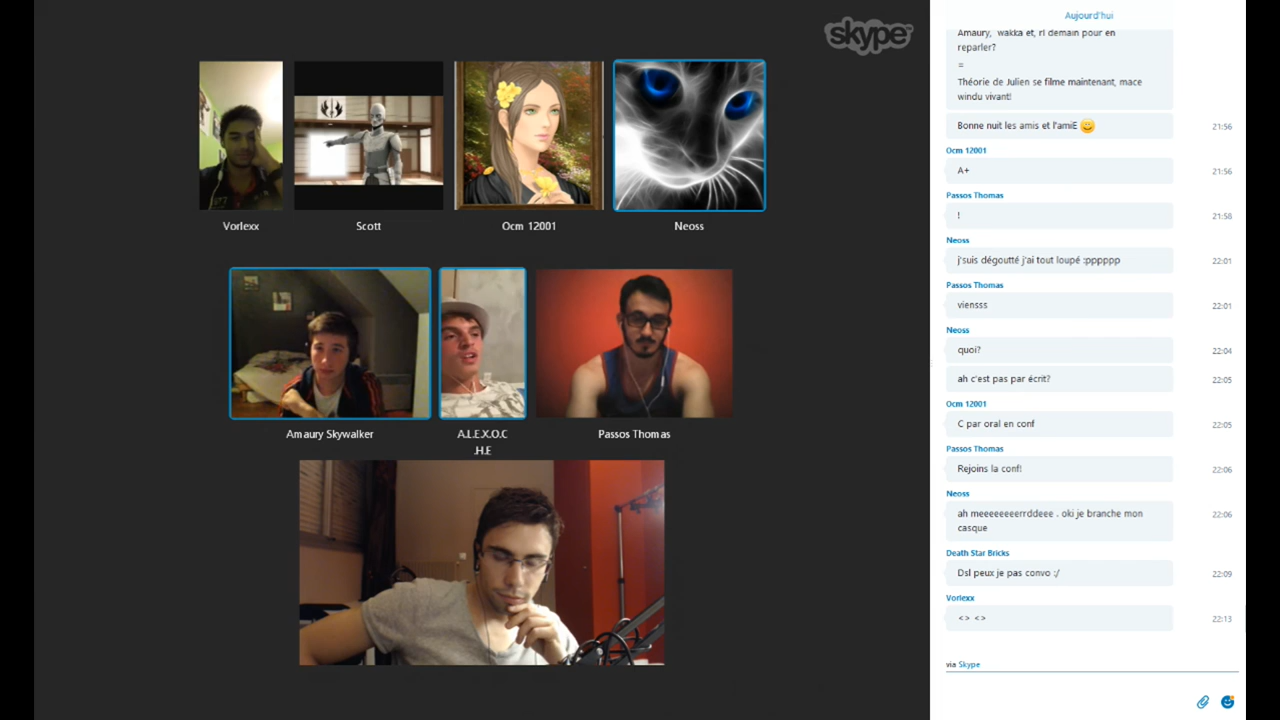 skype™
Vorlexx
Scott
Ocm 12001
Neoss
Amaury Skywalker
A.L.E.X.O.C
.H.E
Passos Thomas
Aujourd'hui
Amaury, wakka et, rl demain pour en
reparler?
=
Théorie de Julien se filme maintenant, mace
windu vivant!
Bonne nuit les amis et l'amiE
21:56
Ocm 12001
A+
21:56
Passos Thomas
!
21:58
Neoss
j'suis dégoutté j'ai tout loupé :pppppp
22:01
Passos Thomas
viensss
22:01
Neoss
quoi?
22:04
ah c'est pas par écrit?
22:05
Ocm 12001
C par oral en conf
22:05
Passos Thomas
Rejoins la conf!
22:06
Neoss
ah meeeeeeeerrddeee . oki je branche mon
casque
22:06
Death Star Bricks
Dsl peux je pas convo :/
22:09
Vorlexx
<> <>
22:13
via Skype